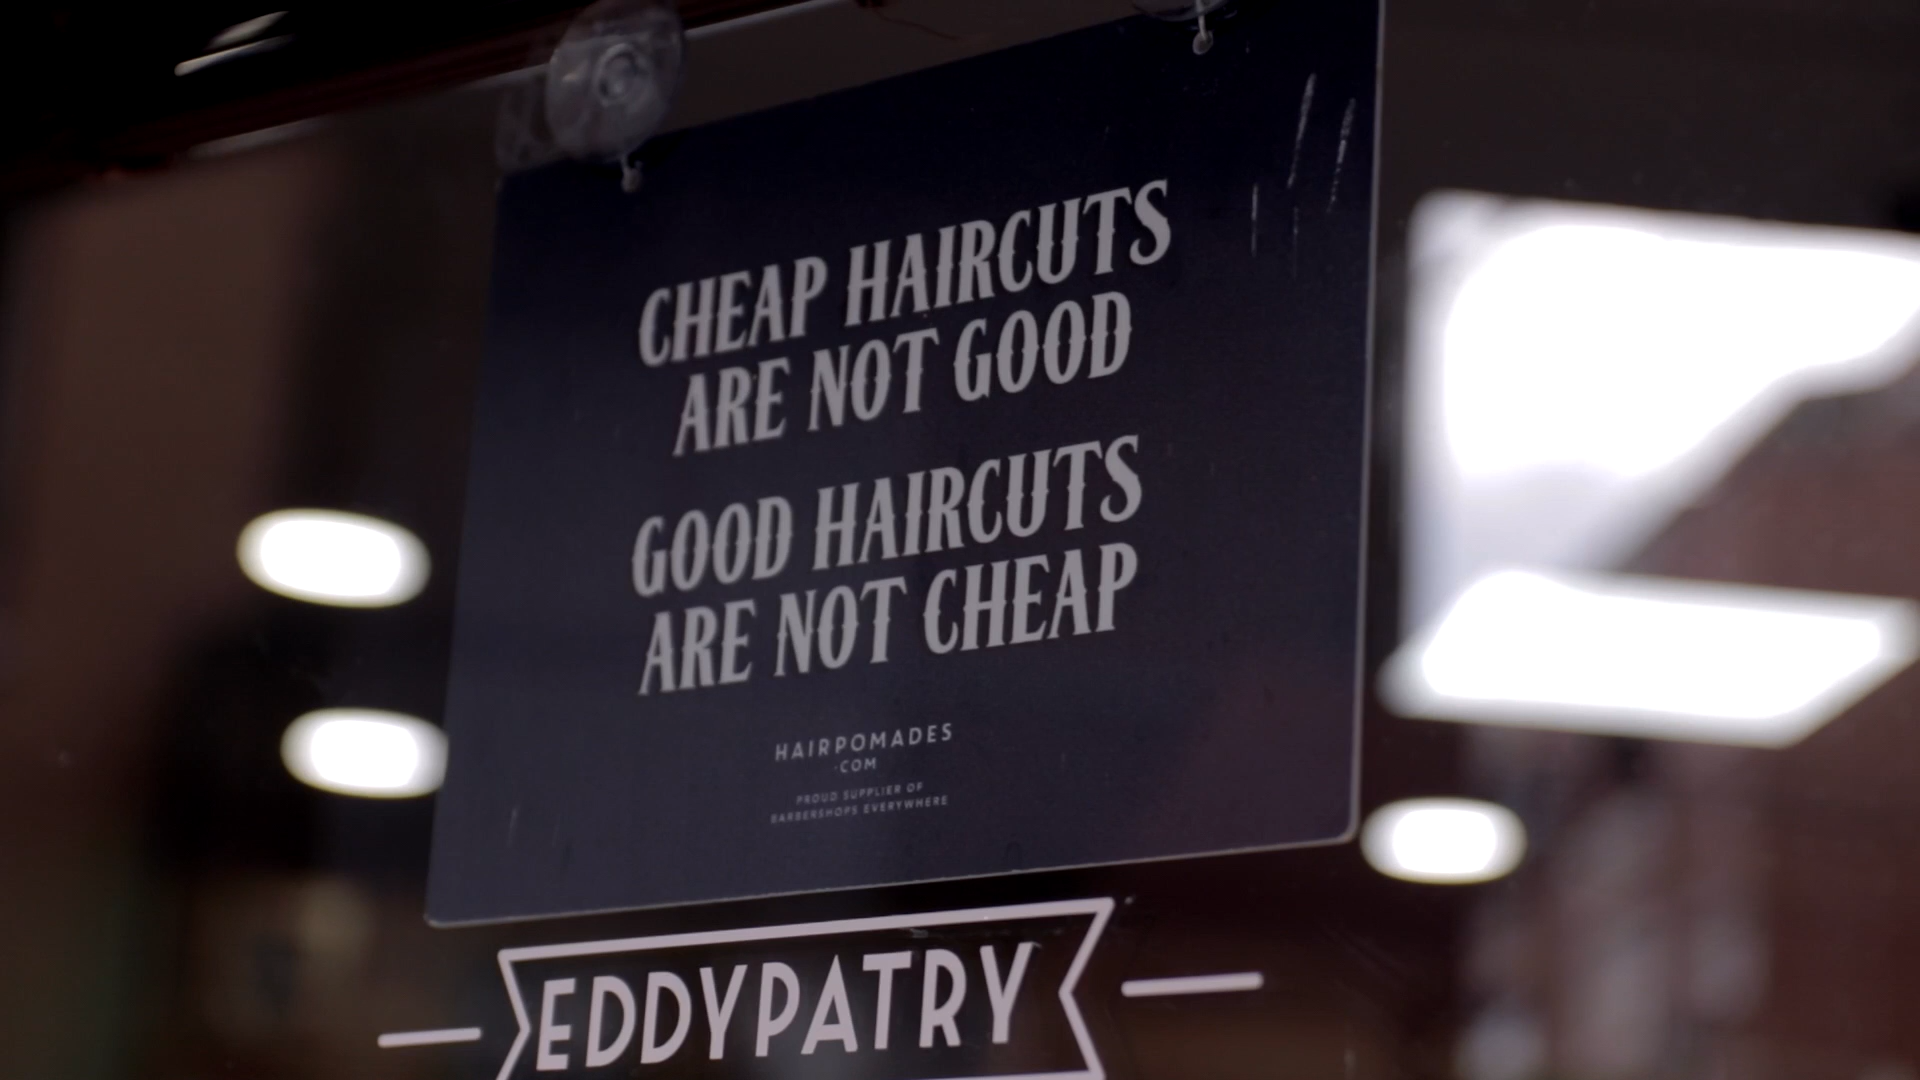 CHEAP HAIRCUTS
ARE NOT GOOD
GOOD HAIRCUTS
ARE NOT CHEAP
HAIRPOMADES
.COM
PROUD SUPPLIER OF
BARBERSHOPS EVERYWHERE
EDDYPATRY